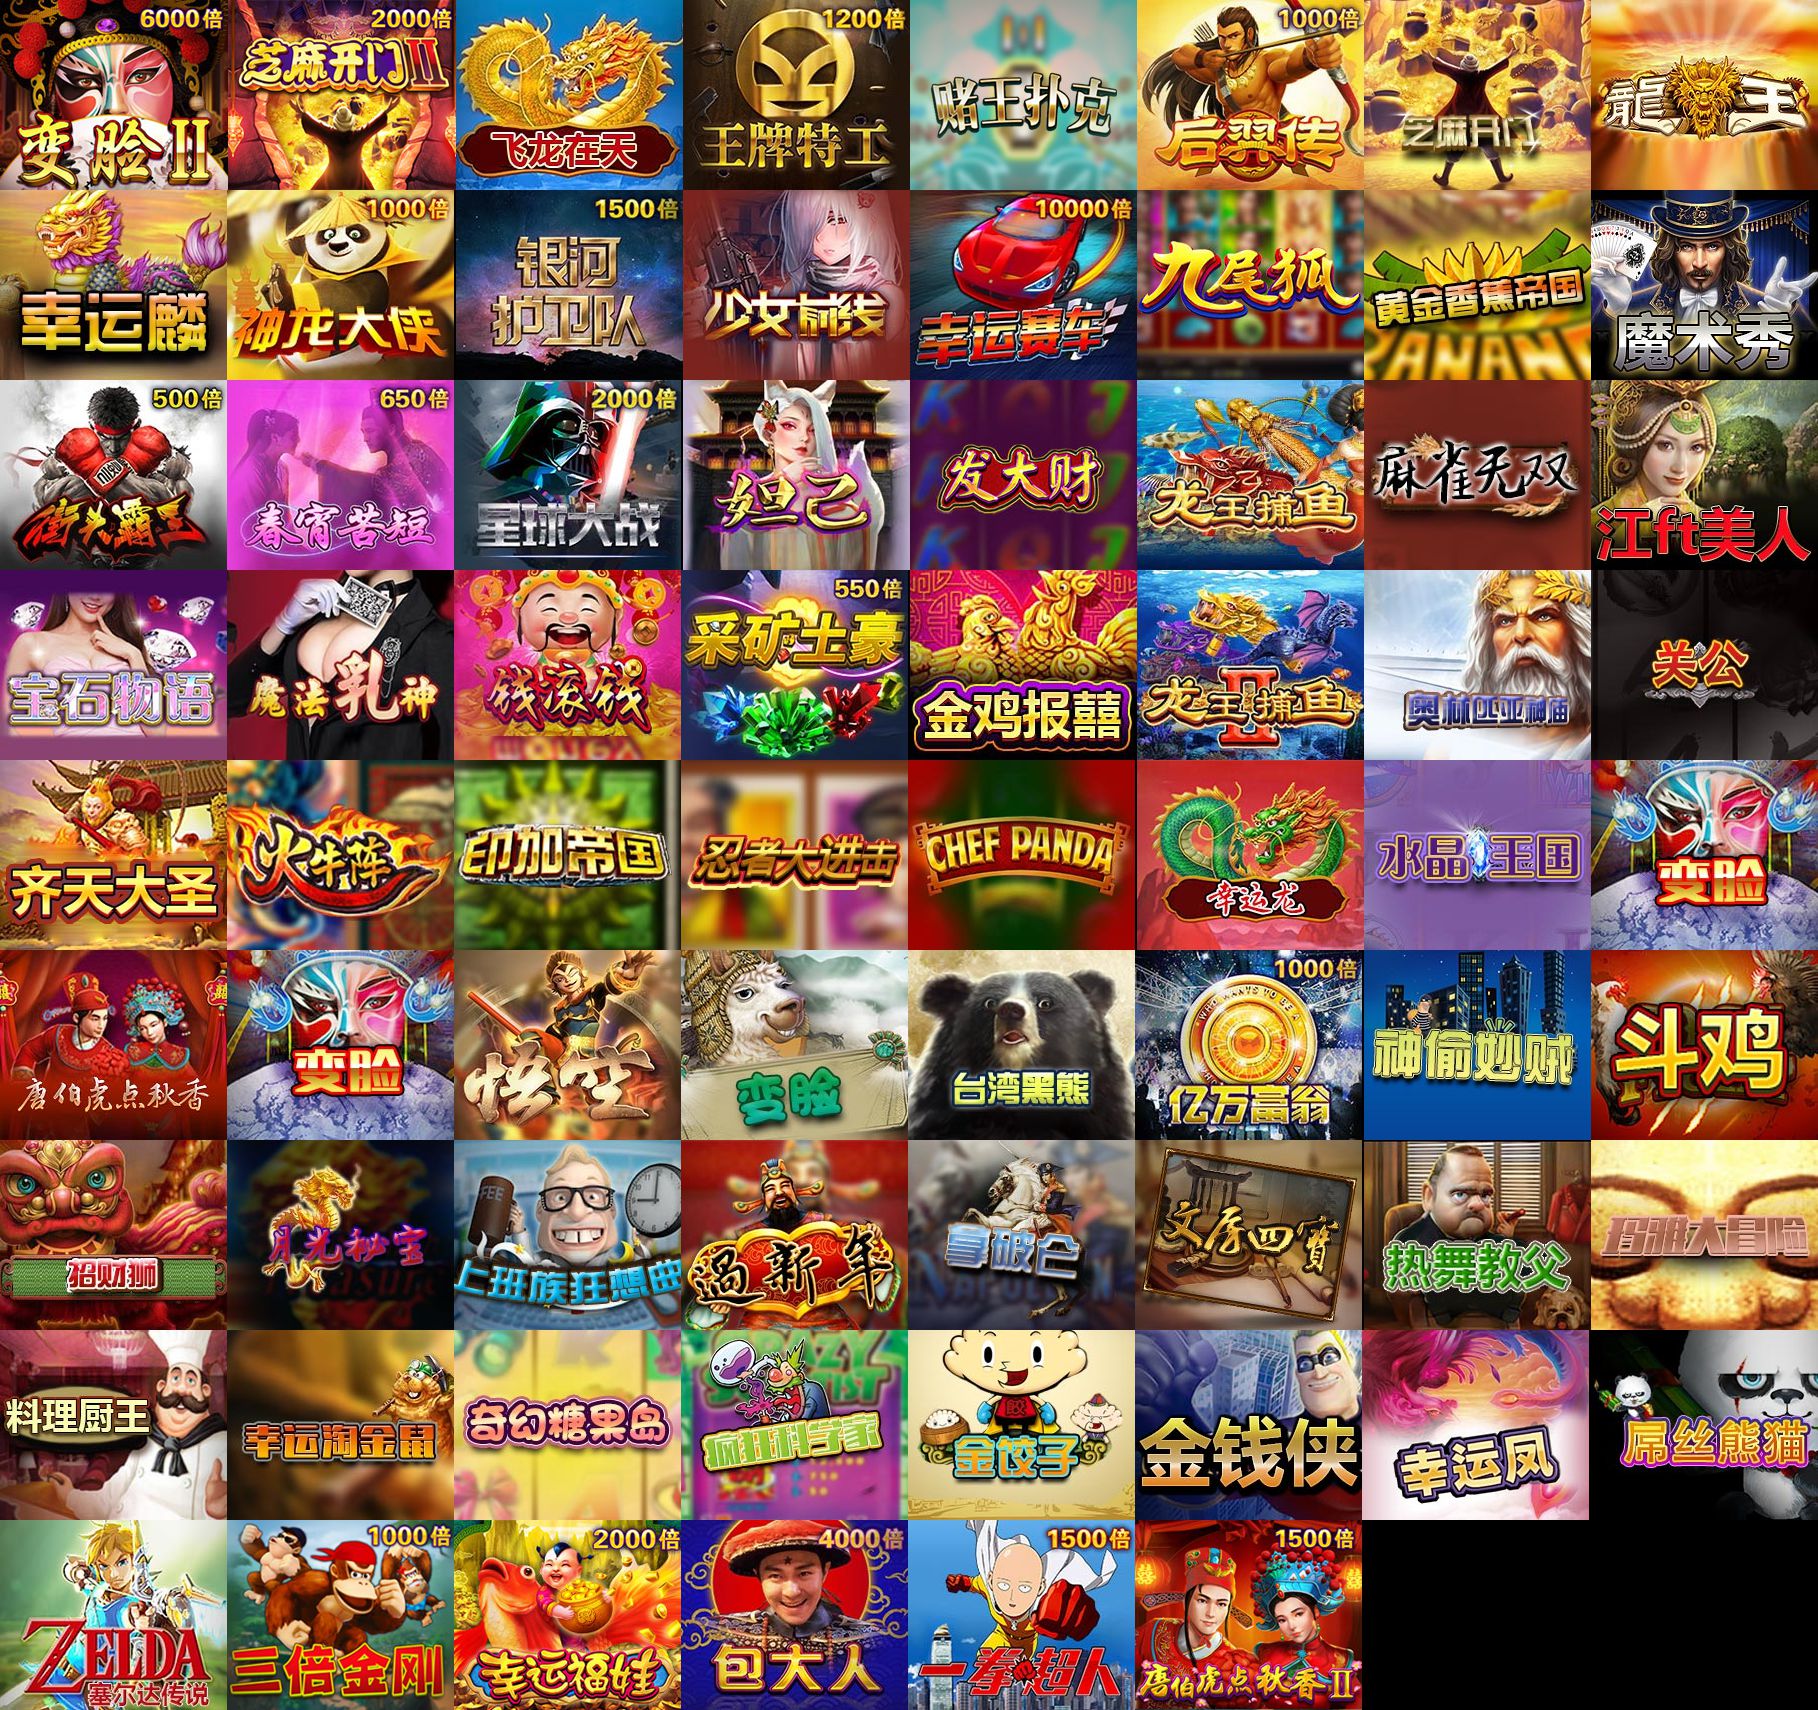 6000倍
变脸II
2000倍
芝麻开门II
飞龙在天
1200倍
王牌特工
赌王扑克
1000倍
后羿传
芝麻开门
龍王
幸运麟
1000倍
神龙大侠
1500倍
银河
护卫队
少女前线
10000倍
幸运赛车
九尾狐
黄金香蕉帝国
魔术秀
500倍
街头霸王
650倍
春宵苦短
2000倍
星球大战
妲己
发大财
龙王捕鱼
麻雀无双
江ft美人
宝石物语
魔法乳神
钱滚钱
550倍
采矿土豪
金鸡报囍
龙王捕鱼
II
奥林匹亚神庙
关公
齐天大圣
火牛阵
印加帝国
忍者大进击
CHEF PANDA
幸运龙
水晶王国
变脸
唐伯虎点秋香
变脸
悟空
变脸
台湾黑熊
1000倍
亿万富翁
神偷妙贼
斗鸡
招财狮
月光秘宝
上班族狂想曲
過新年
拿破仑
文房四寶
热舞教父
玛雅大冒险
料理厨王
幸运淘金鼠
奇幻糖果岛
疯狂科学家
餃
金饺子
金钱侠
幸运凤
屌丝熊猫
ZELDA
塞尔达传说
1000倍
三倍金刚
2000倍
幸运福娃
4000倍
包大人
1500倍
一拳超人
1500倍
唐伯虎点秋香II